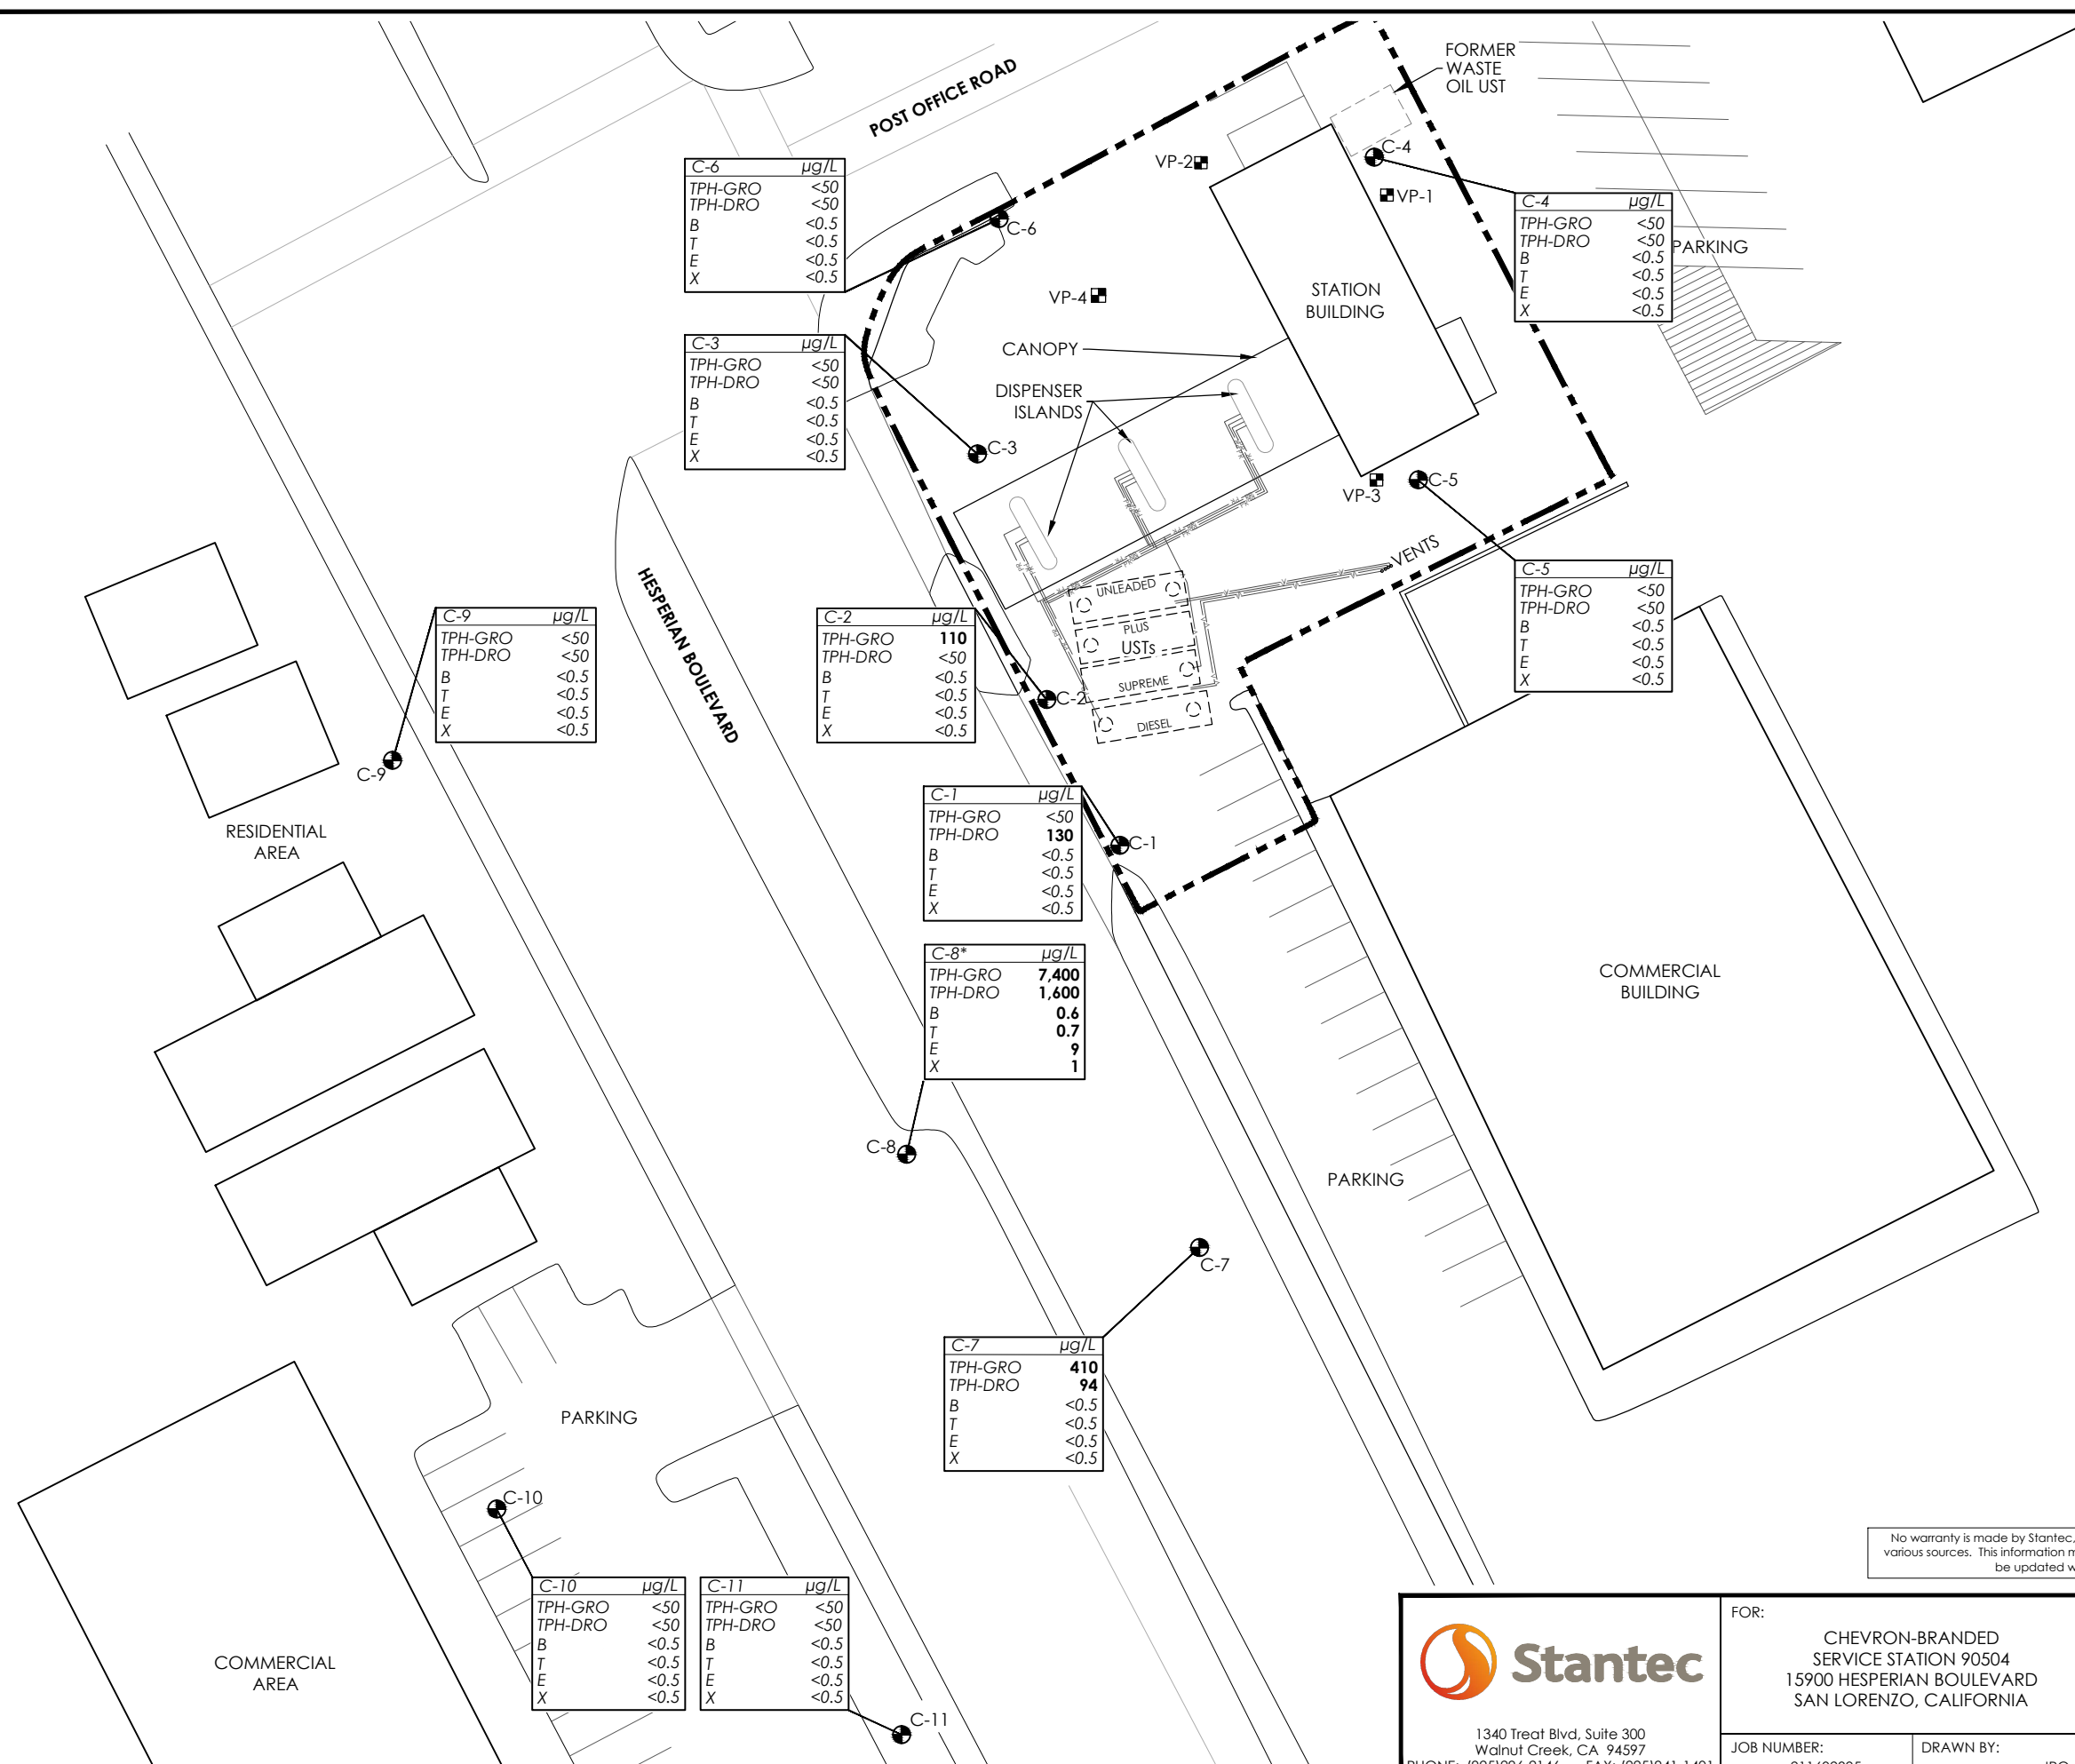 POST OFFICE ROAD
FORMER
WASTE
OIL UST
C-4
VP-2
VP-1
C-6 µg/L
TPH-GRO <50
TPH-DRO <50
B <0.5
T <0.5
E <0.5
X <0.5
C-6
C-4 µg/L
TPH-GRO <50
TPH-DRO <50
B <0.5
T <0.5
E <0.5
X <0.5
PARKING
VP-4
STATION
BUILDING
CANOPY
DISPENSER
ISLANDS
C-3 µg/L
TPH-GRO <50
TPH-DRO <50
B <0.5
T <0.5
E <0.5
X <0.5
C-3
VP-3
C-5
VENTS
C-5 µg/L
TPH-GRO <50
TPH-DRO <50
B <0.5
T <0.5
E <0.5
X <0.5
HESPERIAN BOULEVARD
UNLEADED
PLUS
USTs
SUPREME
DIESEL
C-9 µg/L
TPH-GRO <50
TPH-DRO <50
B <0.5
T <0.5
E <0.5
X <0.5
C-9
C-2 µg/L
TPH-GRO 110
TPH-DRO <50
B <0.5
T <0.5
E <0.5
X <0.5
C-2
RESIDENTIAL
AREA
C-1 µg/L
TPH-GRO <50
TPH-DRO 130
B <0.5
T <0.5
E <0.5
X <0.5
C-1
C-8* µg/L
TPH-GRO 7,400
TPH-DRO 1,600
B 0.6
T 0.7
E 9
X 1
C-8
COMMERCIAL
BUILDING
PARKING
C-7
C-7 µg/L
TPH-GRO 410
TPH-DRO 94
B <0.5
T <0.5
E <0.5
X <0.5
PARKING
C-10
C-10 µg/L
TPH-GRO <50
TPH-DRO <50
B <0.5
T <0.5
E <0.5
X <0.5
C-11 µg/L
TPH-GRO <50
TPH-DRO <50
B <0.5
T <0.5
E <0.5
X <0.5
C-11
COMMERCIAL
AREA
No warranty is made by Stantec,
various sources. This information
be updated
Stantec
1340 Treat Blvd, Suite 300
Walnut Creek, CA 94597
FOR:
CHEVRON-BRANDED
SERVICE STATION 90504
15900 HESPERIAN BOULEVARD
SAN LORENZO, CALIFORNIA
JOB NUMBER:
DRAWN BY: